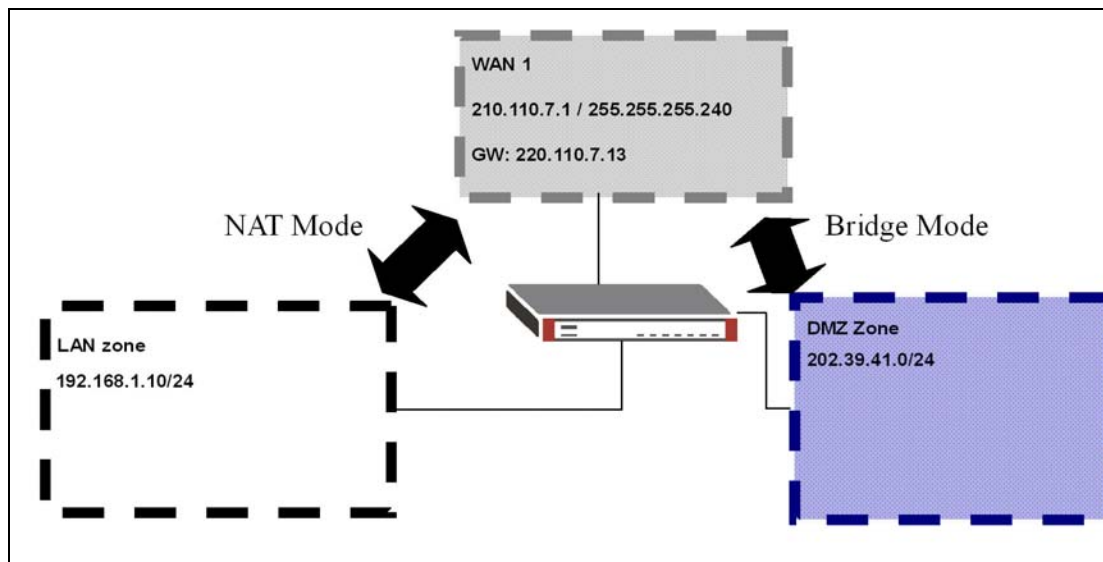 WAN 1
210.110.7.1 / 255.255.255.240
GW: 220.110.7.13
NAT Mode
Bridge Mode
LAN zone
192.168.1.10/24
DMZ Zone
202.39.41.0/24